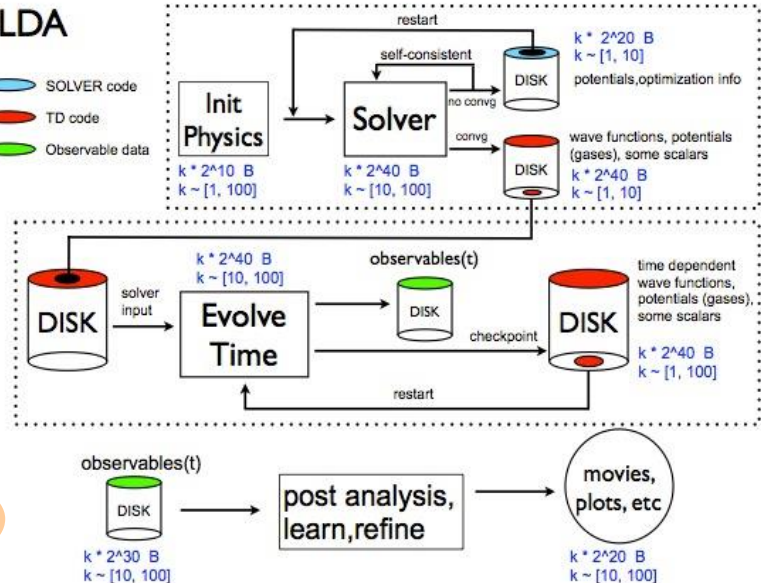 LDA
SOLVER code
TD code
Observable data
restart
self-consistent
Init
Physics
k * 2^10 B
k ~ [1, 100]
Solver
k * 2^40 B
k ~ [10, 100]
no convg
convg
DISK
k * 2^20 B
k ~ [1, 10]
potentials,optimization info
DISK
wave functions, potentials
(gases), some scalars
k * 2^40 B
k ~ [1, 10]
DISK
solver
input
k * 2^40 B
k ~ [10, 100]
Evolve
Time
observables(t)
DISK
checkpoint
restart
DISK
time dependent
wave functions,
potentials (gases),
some scalars
k * 2^40 B
k ~ [1, 100]
observables(t)
DISK
k * 2^30 B
k ~ [10, 100]
post analysis,
learn,refine
movies,
plots, etc
k * 2^20 B
k ~ [10, 100]